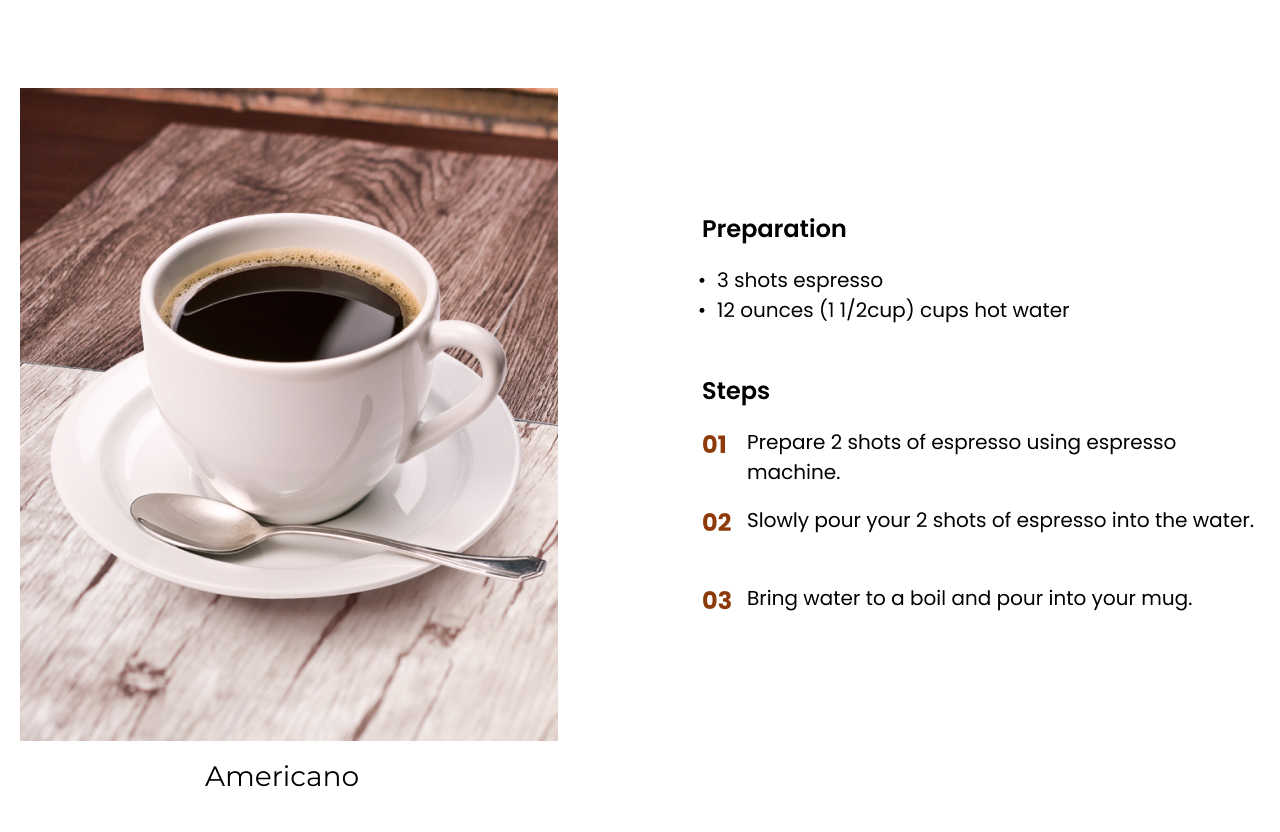 Preparation
• 3 shots espresso
• 12 ounces (1 1/2cup) cups hot water
Steps
01 Prepare 2 shots of espresso using espresso
machine.
02 Slowly pour your 2 shots of espresso into the water.
03 Bring water to a boil and pour into your mug.
Americano